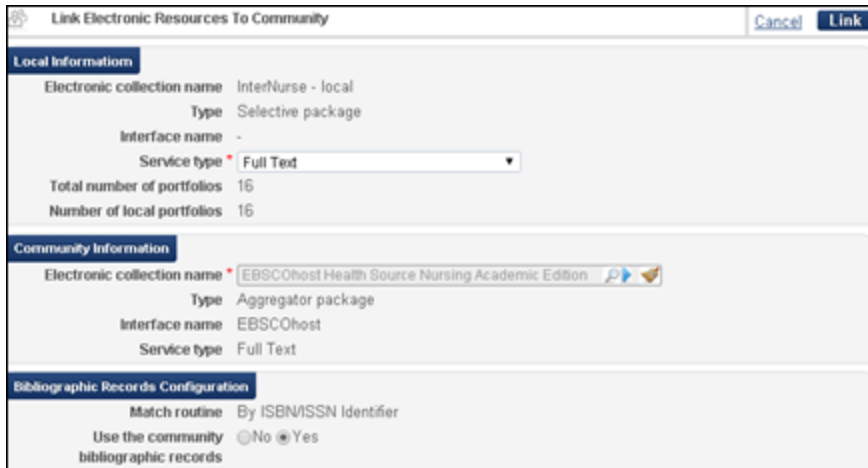 Link Electronic Resources To Community Cancel Link
Local Informatiom
Electronic collection name InterNurse - local
Type Selective package
Interface name -
Service type * Full Text
Total number of portfolios 16
Number of local portfolios 16
Community Information
Electronic collection name * EBSCOhost Health Source Nursing Academic Edition
Type Aggregator package
Interface name EBSCOhost
Service type Full Text
Bibliographic Records Configuration
Match routine By ISBN/ISSN Identifier
Use the community No Yes
bibliographic records